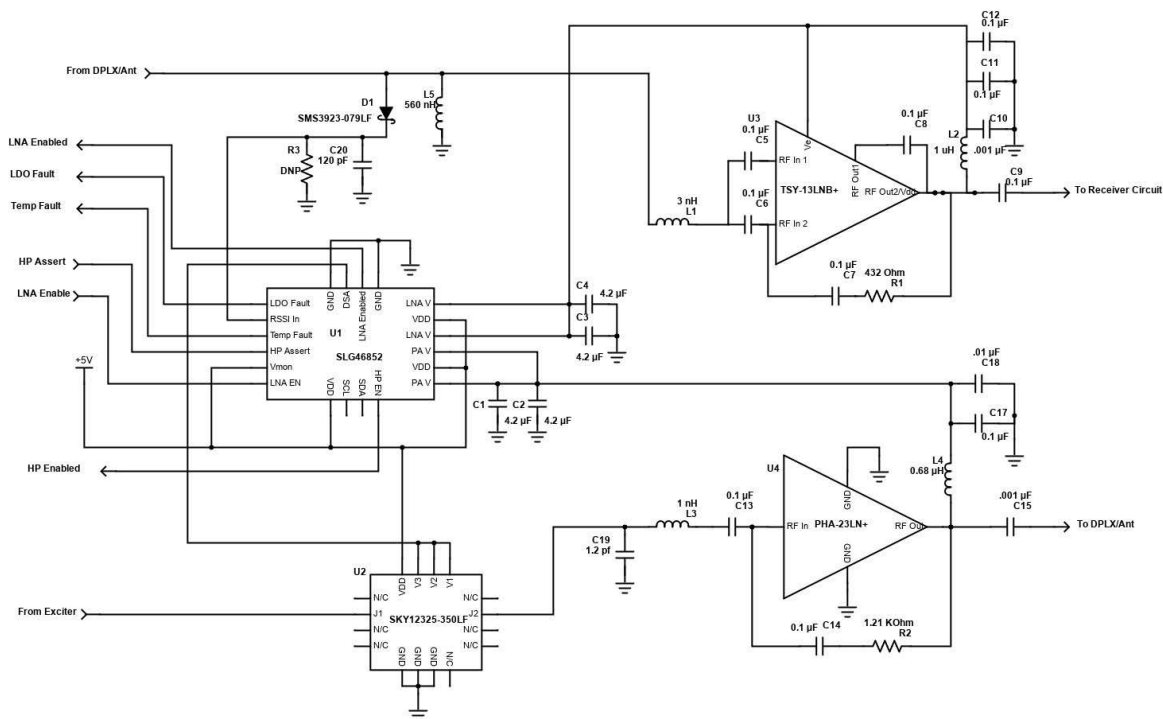 C12
0.1 µF
From DPLX/Ant
C11
0.1 µF
L5
560 nH
D1
SMS3923-079LF
U3
0.1 µF
C5
0.1 µF
C8
L2
1 uH
C10
.001 µF
LNA Enabled
R3
DNP
C20
120 pF
Ve
RF In 1
RF Out1
TSY-13LNB+
RF Out2/Vdd
C9
0.1 µF
To Receiver Circuit
LDO Fault
Temp Fault
0.1 µF
C6
3 nH
L1
RF In 2
HP Assert
0.1 µF
C7
432 Ohm
R1
LNA Enable
GND
DSA
LNA Enabled
GND
LDO Fault
RSSI In
Temp Fault
HP Assert
Vmon
LNA EN
U1
SLG46852
LNA V
VDD
LNA V
PA V
VDD
PA V
VDD
SCL
SDA
HP EN
C4
4.2 µF
C3
4.2 µF
+5V
C1
4.2 µF
C2
4.2 µF
.01 µF
C18
C17
0.1 µF
HP Enabled
L4
0.68 µH
U4
GND
RF In
PHA-23LN+
RF Out
GND
.001 µF
C15
To DPLX/Ant
1 nH
L3
0.1 µF
C13
C19
1.2 pf
U2
VDD
V3
V2
V1
N/C
N/C
From Exciter
J1
SKY12325-350LF
J2
N/C
N/C
N/C
N/C
GND
GND
GND
N/C
0.1 µF
C14
1.21 KOhm
R2